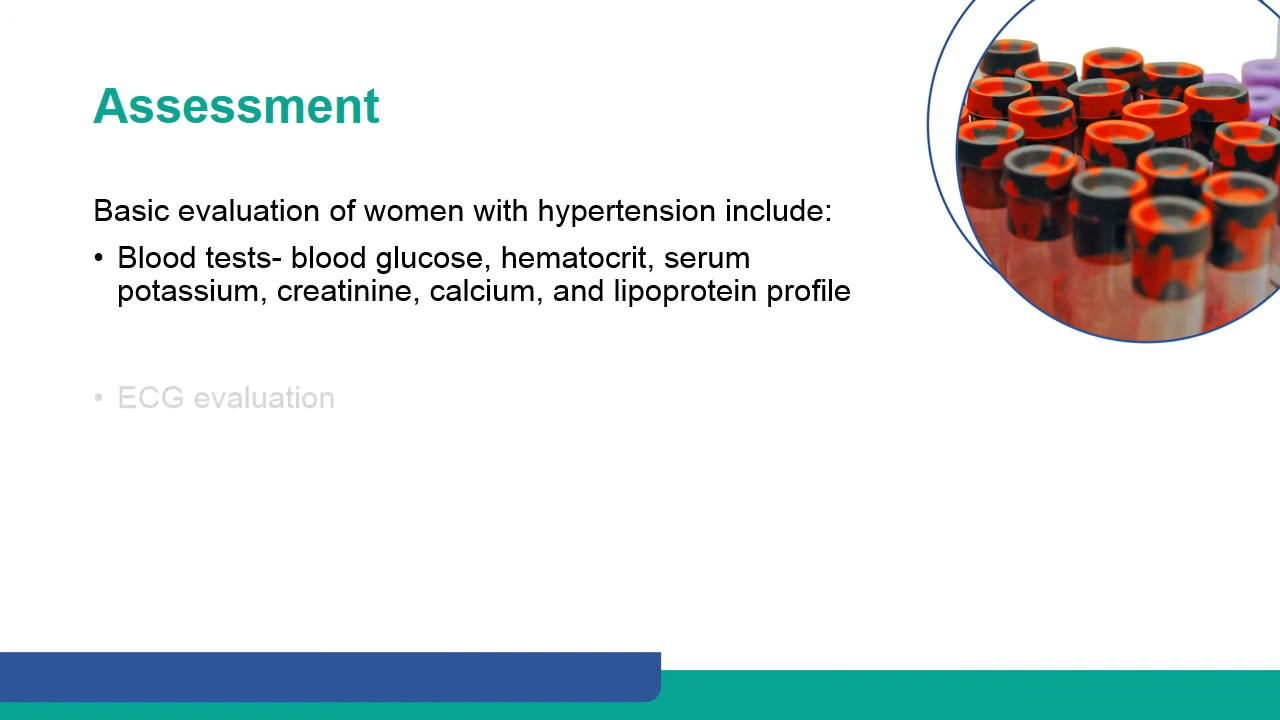 Assessment
Basic evaluation of women with hypertension include:
• Blood tests- blood glucose, hematocrit, serum
potassium, creatinine, calcium, and lipoprotein profile
• ECG evaluation